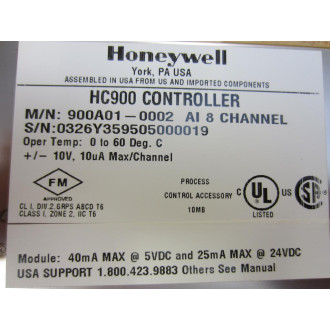 Honeywell
York, PA USA
ASSEMBLED IN USA FROM US AND IMPORTED COMPONENTS
HC900 CONTROLLER
M/N: 900A01-0002 AI 8 CHANNEL
S/N:0326Y359505000019
Oper Temp: 0 to 60 Deg. C
+/- 10V, 10uA Max/Channel
FM
APPROVED
CL I, DIV.2, GRPS ABCD T6
CLASS I, ZONE 2, IIC T6
PROCESS
CONTROL ACCESSORY
10MB
C UL US
LISTED
SA
Module: 40mA MAX @ 5VDC and 25mA MAX @ 24VDC
USA SUPPORT 1.800.423.9883 Others See Manual